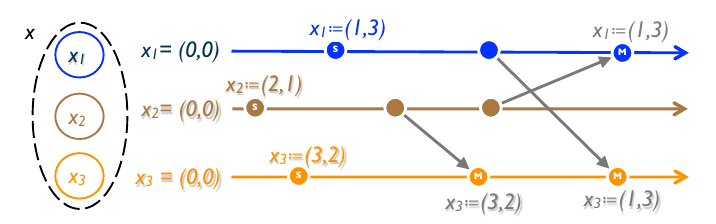 x
x1
x2
x3
x1= (0,0)
x1:=(1,3)
S
x1:=(1,3)
M
x2= (0,0)
x2:=(2,1)
S
x3 = (0,0)
x3:=(3,2)
S
M
x3:=(3,2)
M
x3:=(1,3)